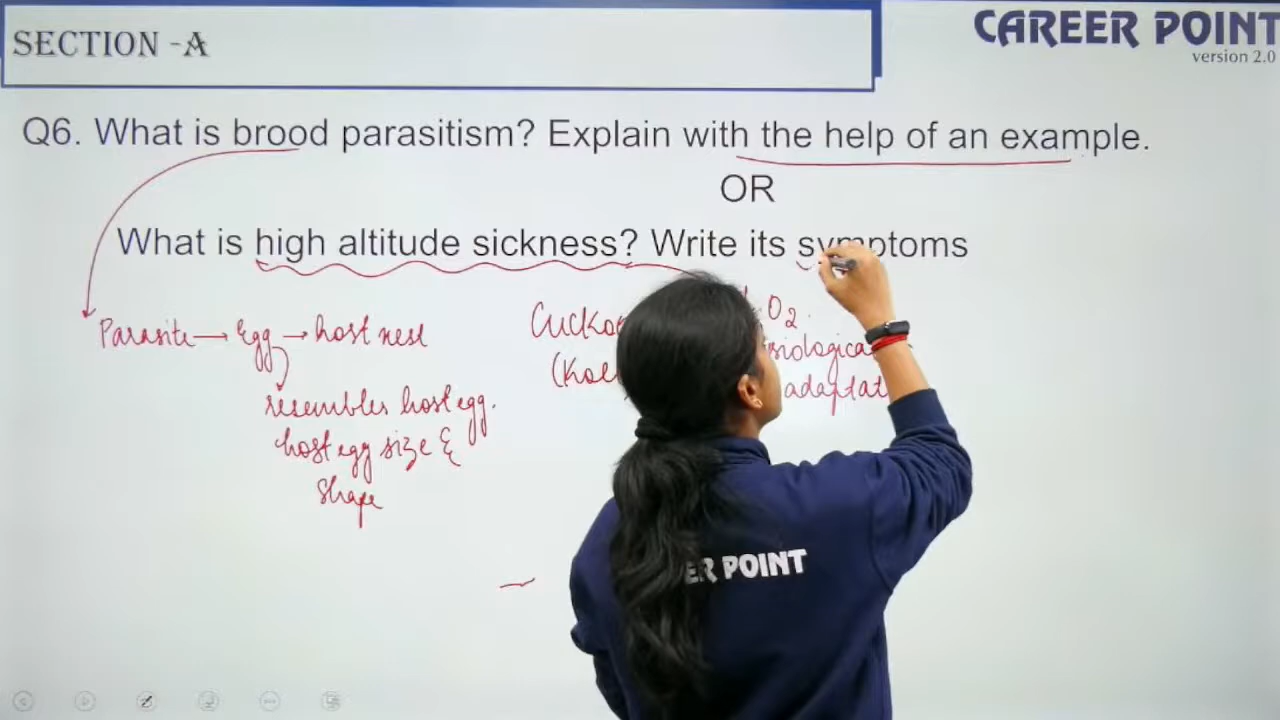 SECTION -A
CAREER POINT
version 2.0
Q6. What is brood parasitism? Explain with the help of an example.
OR
What is high altitude sickness? Write its symptoms
Parasite → Egg → host nest
resembles host egg.
host egg size &
shape
O₂.
POINT